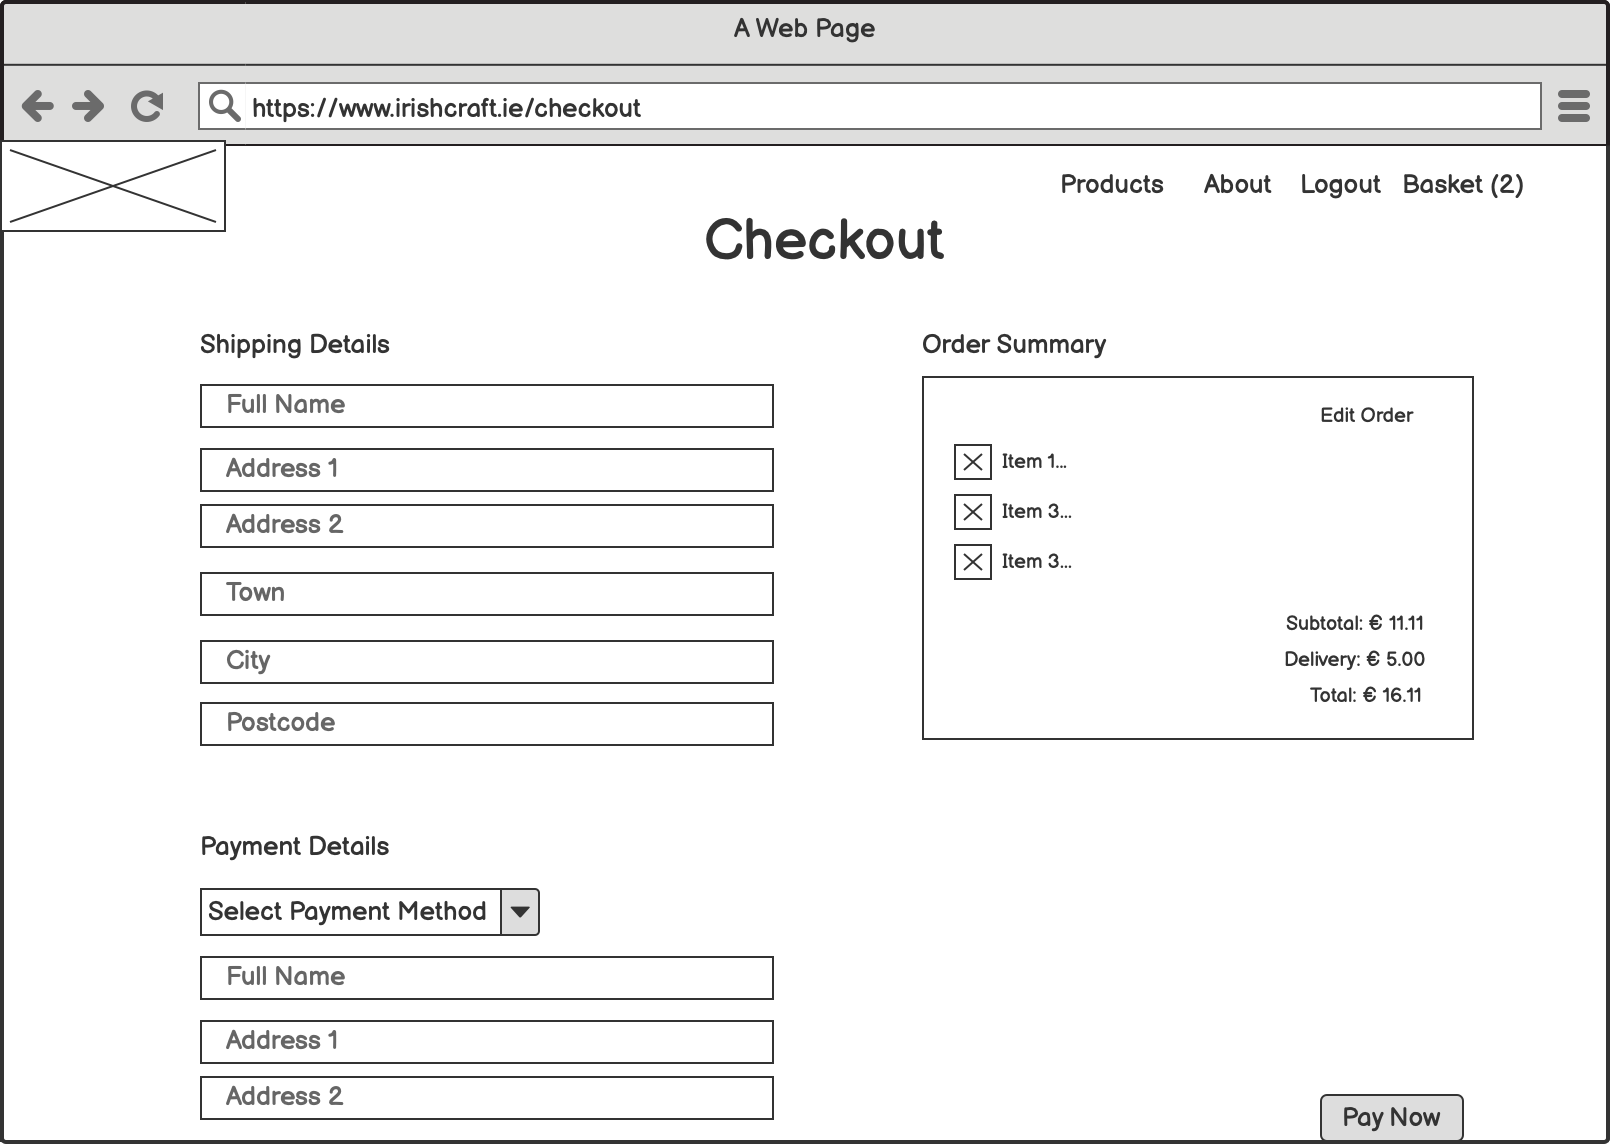 A Web Page
https://www.irishcraft.ie/checkout
Products About Logout Basket (2)
Checkout
Shipping Details
Full Name
Address 1
Address 2
Town
City
Postcode
Order Summary
Edit Order
Item 1...
Item 3...
Item 3...
Subtotal: € 11.11
Delivery: € 5.00
Total: € 16.11
Payment Details
Select Payment Method
Full Name
Address 1
Address 2
Pay Now